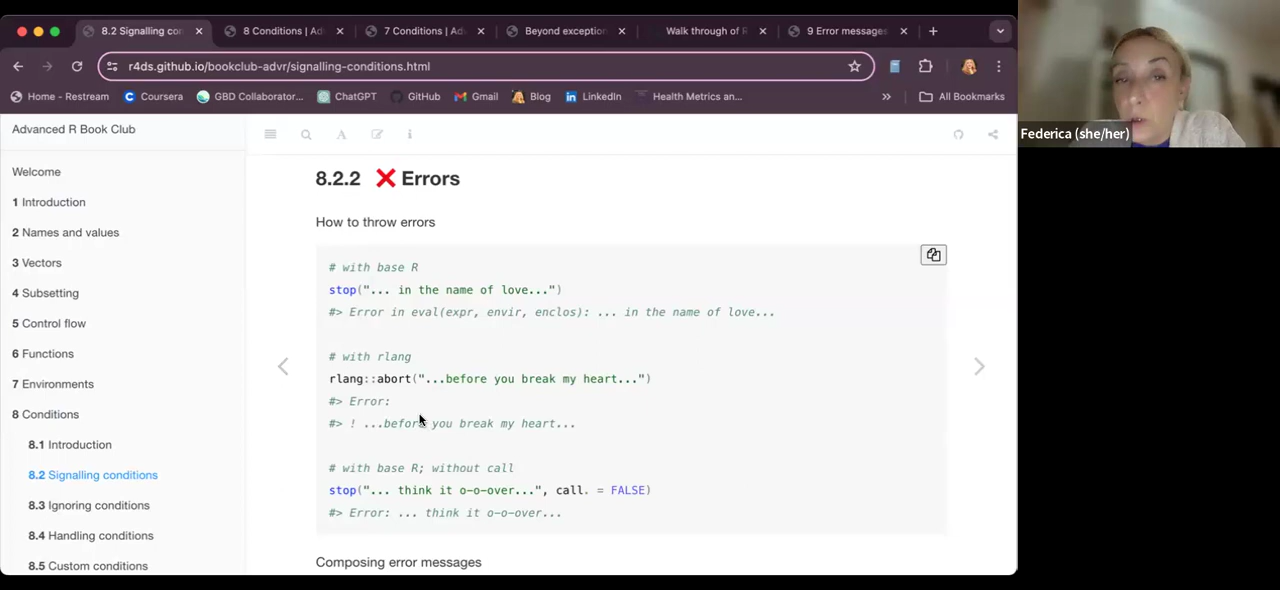 8.2 Signalling con
8 Conditions | Ad
7 Conditions | Adv
Beyond exception
Walk through of R
9 Error messages
r4ds.github.io/bookclub-advr/signalling-conditions.html
Home - Restream
Coursera
GBD Collaborator...
ChatGPT
GitHub
Gmail
Blog
LinkedIn
Health Metrics an...
»
All Bookmarks
Federica (she/her)
Advanced R Book Club
Welcome
1 Introduction
2 Names and values
3 Vectors
4 Subsetting
5 Control flow
6 Functions
7 Environments
8 Conditions
8.1 Introduction
8.2 Signalling conditions
8.3 Ignoring conditions
8.4 Handling conditions
8.5 Custom conditions
8.2.2 ❌ Errors
How to throw errors
# with base R
stop("... in the name of love...")
#> Error in eval(expr, envir, enclos): ... in the name of love...
# with rlang
rlang::abort("...before you break my heart...")
#> Error:
#> ! ...before you break my heart...
# with base R; without call
stop("... think it o-o-over...", call. = FALSE)
#> Error: ... think it o-o-over...
Composing error messages